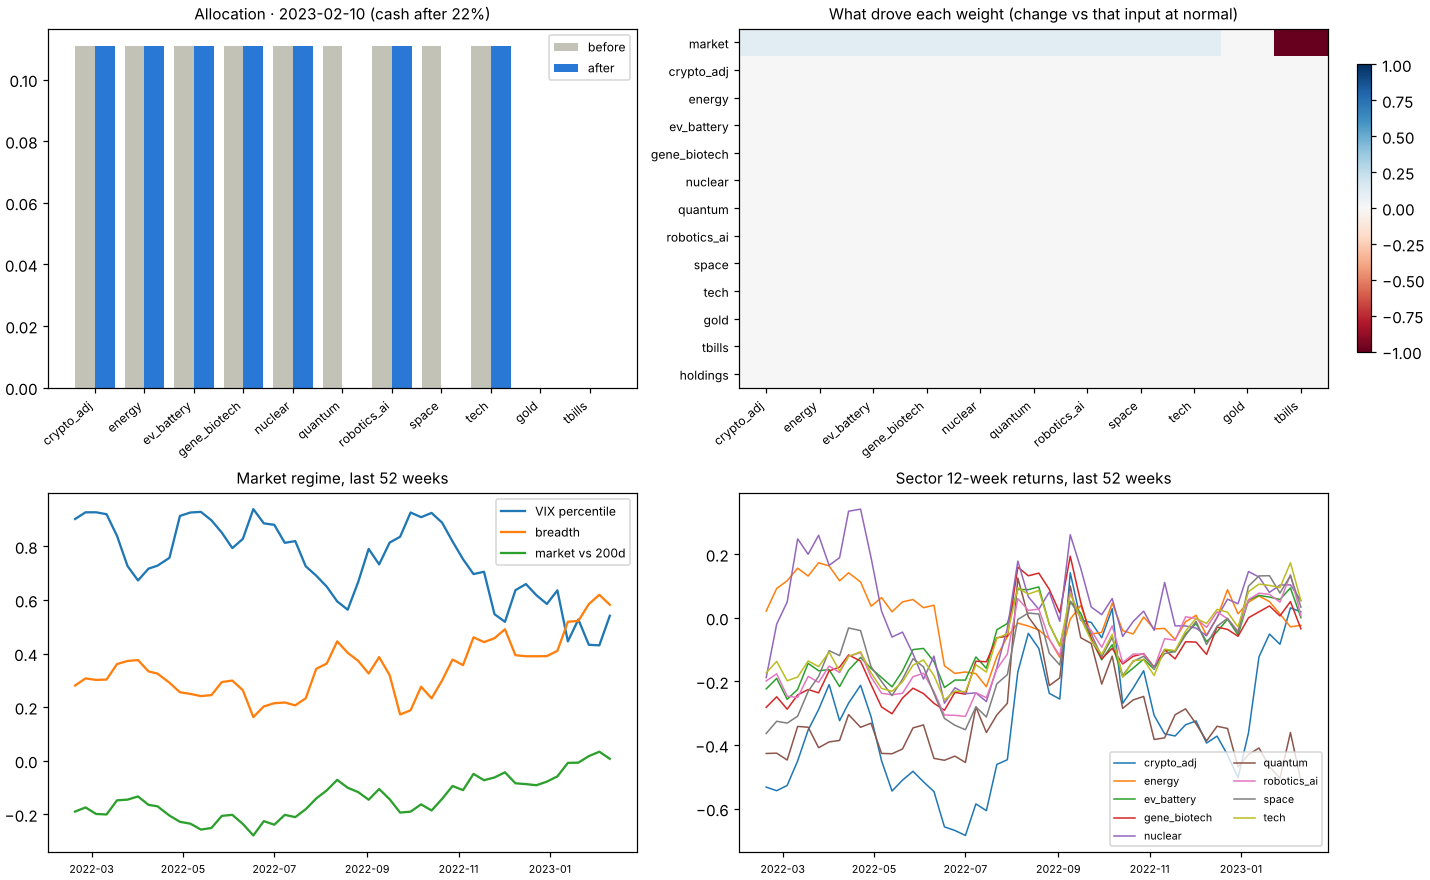 Allocation · 2023-02-10 (cash after 22%)
before
after
0.10
0.08
0.06
0.04
0.02
0.00
crypto_adj
energy
ev_battery
gene_biotech
nuclear
quantum
robotics_ai
space
tech
gold
tbills
What drove each weight (change vs that input at normal)
market
crypto_adj
energy
ev_battery
gene_biotech
nuclear
quantum
robotics_ai
space
tech
gold
tbills
holdings
crypto_adj
energy
ev_battery
gene_biotech
nuclear
quantum
robotics_ai
space
tech
gold
tbills
1.00
0.75
0.50
0.25
0.00
−0.25
−0.50
−0.75
−1.00
Market regime, last 52 weeks
VIX percentile
breadth
market vs 200d
0.8
0.6
0.4
0.2
0.0
−0.2
2022-03
2022-05
2022-07
2022-09
2022-11
2023-01
Sector 12-week returns, last 52 weeks
0.2
0.0
−0.2
−0.4
−0.6
crypto_adj
energy
ev_battery
gene_biotech
nuclear
quantum
robotics_ai
space
tech
2022-03
2022-05
2022-07
2022-09
2022-11
2023-01